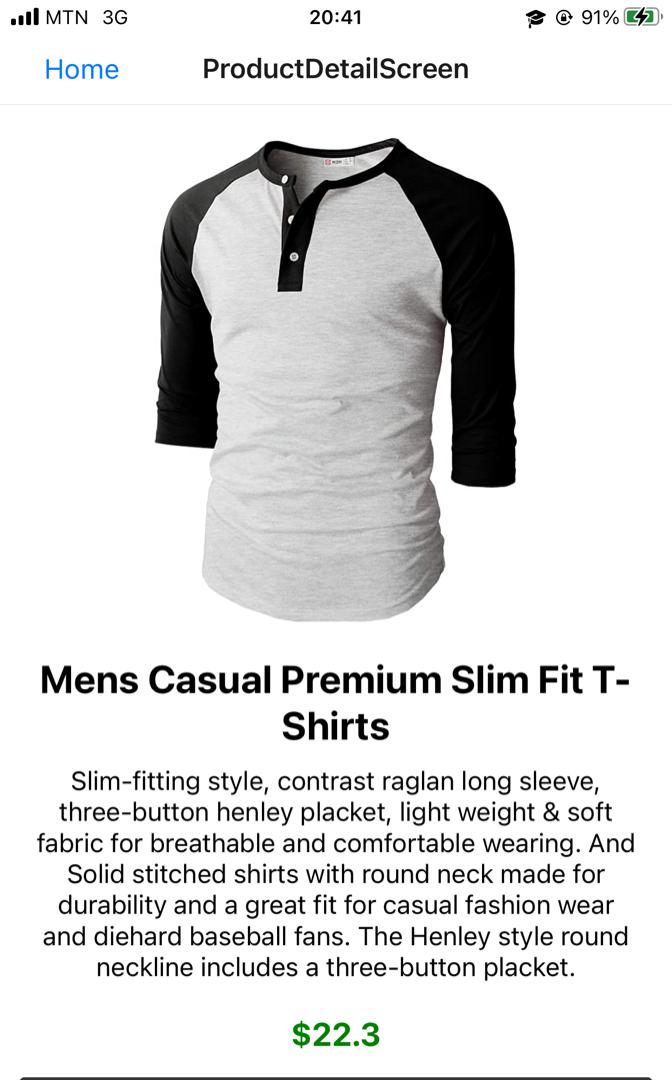 MTN 3G 20:41 91%
Home ProductDetailScreen
Mens Casual Premium Slim Fit T-
Shirts
Slim-fitting style, contrast raglan long sleeve,
three-button henley placket, light weight & soft
fabric for breathable and comfortable wearing. And
Solid stitched shirts with round neck made for
durability and a great fit for casual fashion wear
and diehard baseball fans. The Henley style round
neckline includes a three-button placket.
$22.3